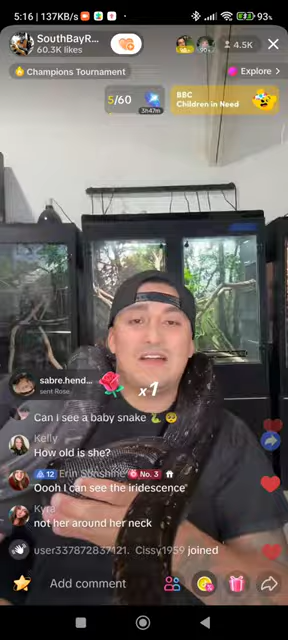 5:16 | 137KB/s
93%
SouthBayR...
60.3K likes
4.5K
Champions Tournament
Explore >
5/60
3h47m
BBC
Children in Need
sabre.hend...
sent Rose
x1
Can I see a baby snake 🐍 😢
Kelly
How old is she?
12 Erin Sunshine No. 3
Oooh I can see the iridescence
Kyra
not her around her neck
user337872837121. Cissy1959 joined
Add comment